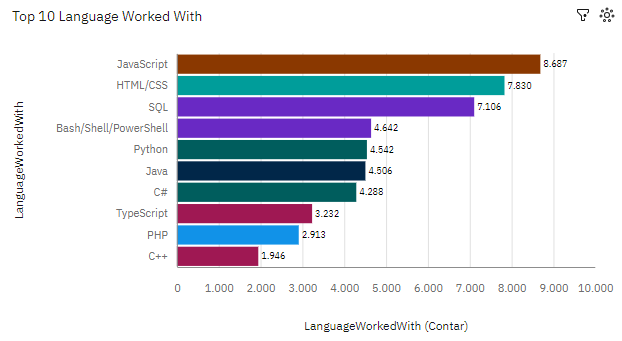 Top 10 Language Worked With
LanguageWorkedWith
JavaScript 8.687
HTML/CSS 7.830
SQL 7.106
Bash/Shell/PowerShell 4.642
Python 4.542
Java 4.506
C# 4.288
TypeScript 3.232
PHP 2.913
C++ 1.946
0 1.000 2.000 3.000 4.000 5.000 6.000 7.000 8.000 9.000 10.000
LanguageWorkedWith (Contar)